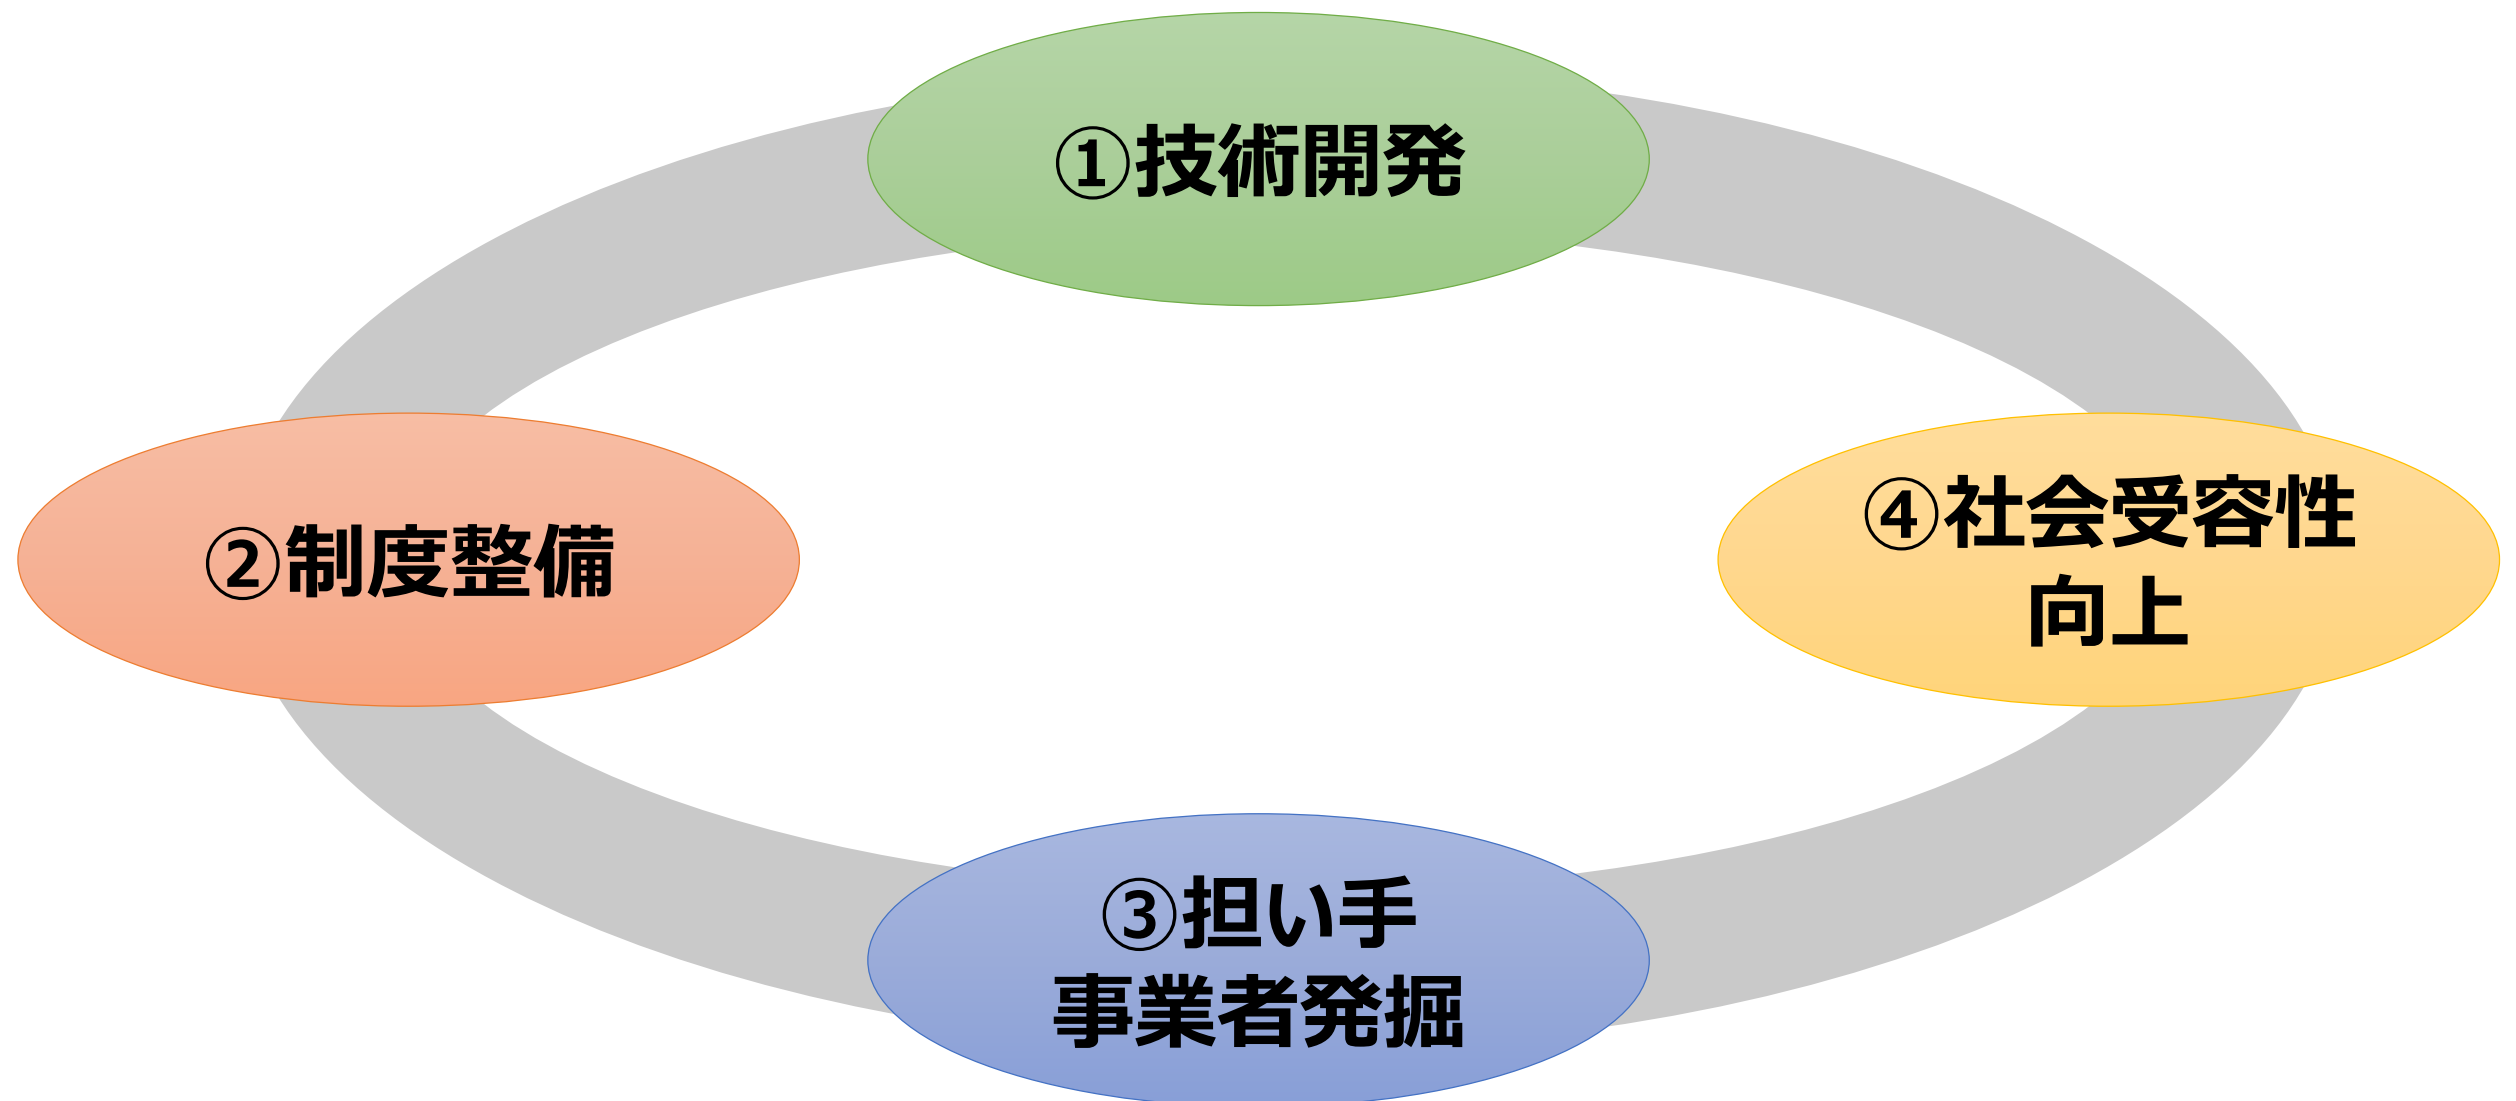 ①技術開発
②制度整備
④社会受容性
向上
③担い手
事業者発掘